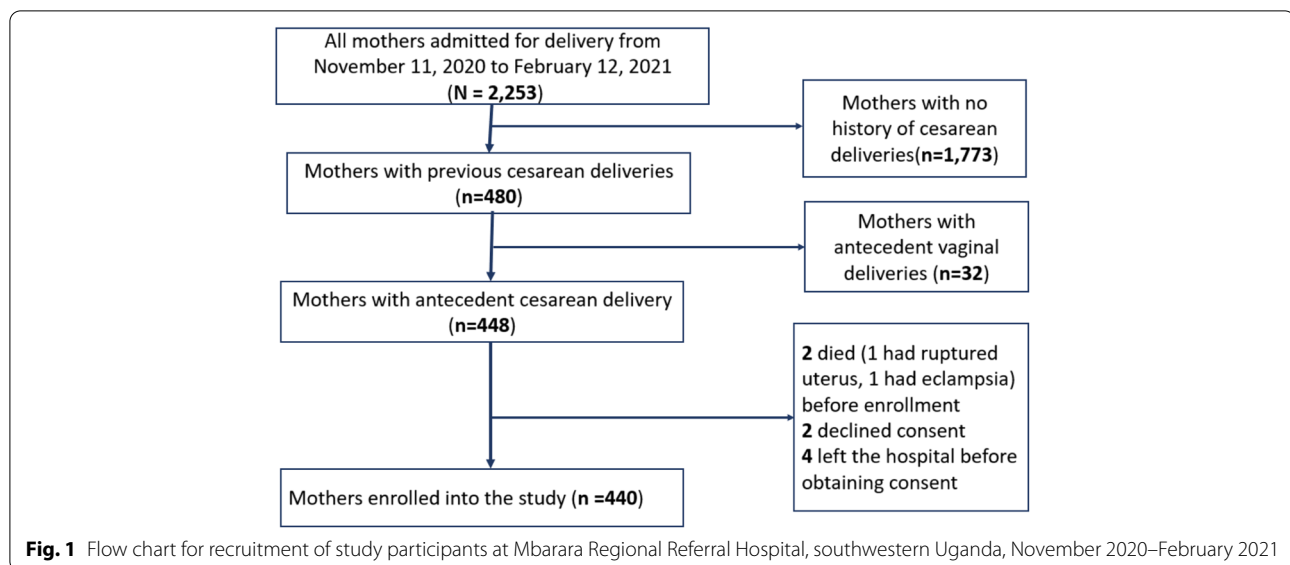 All mothers admitted for delivery from
November 11, 2020 to February 12, 2021
(N = 2,253)
Mothers with no
history of cesarean
deliveries(n=1,773)
Mothers with previous cesarean deliveries
(n=480)
Mothers with
antecedent vaginal
deliveries (n=32)
Mothers with antecedent cesarean delivery
(n=448)
2 died (1 had ruptured
uterus, 1 had eclampsia)
before enrollment
2 declined consent
4 left the hospital before
obtaining consent
Mothers enrolled into the study (n =440)
Fig. 1 Flow chart for recruitment of study participants at Mbarara Regional Referral Hospital, southwestern Uganda, November 2020–February 2021